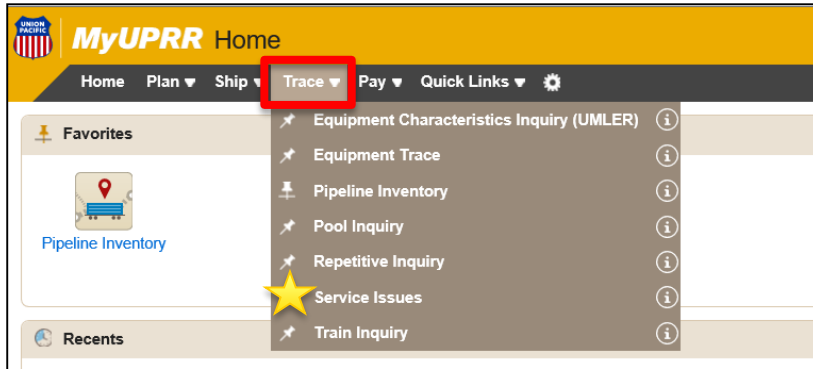 UNION
PACIFIC
MyUPRR Home
Home Plan Ship Trace Pay Quick Links
Favorites
Pipeline Inventory
Equipment Characteristics Inquiry (UMLER) i
Equipment Trace i
Pipeline Inventory i
Pool Inquiry i
Repetitive Inquiry i
Service Issues i
Train Inquiry i
Recents